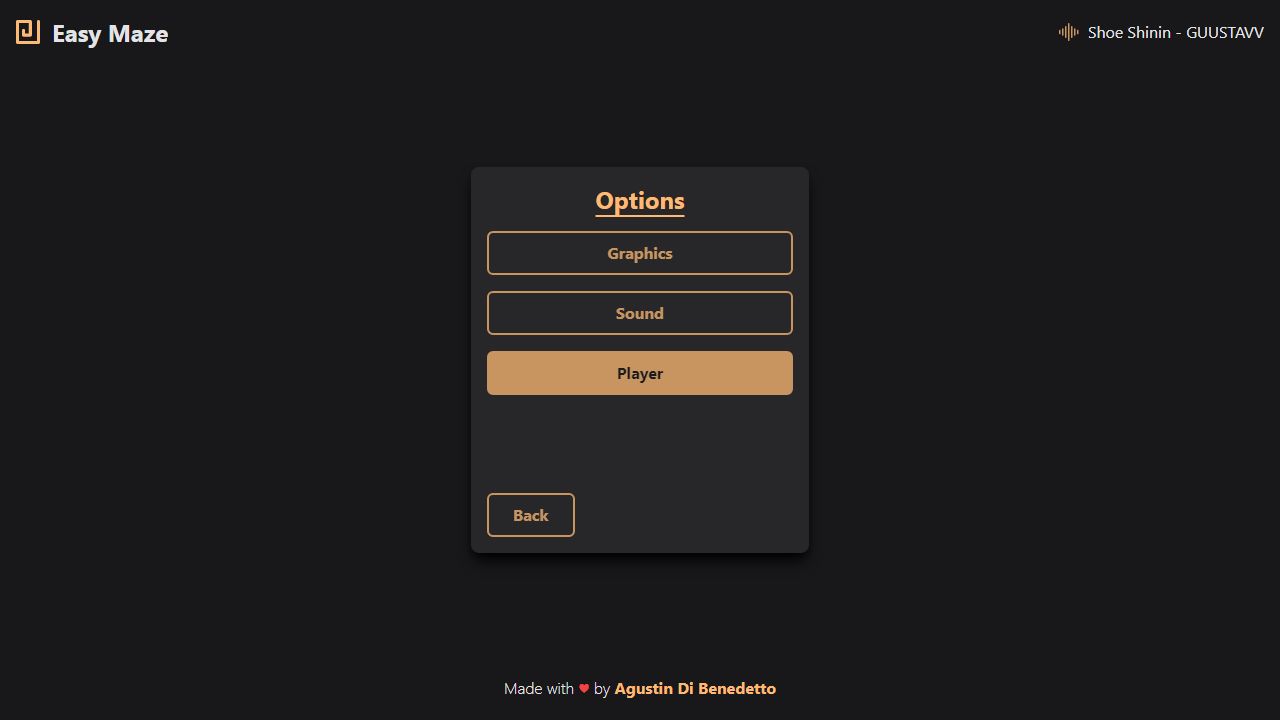 Easy Maze
Shoe Shinin - GUUSTAVV
Options
Graphics
Sound
Player
Back
Made with ❤ by Agustin Di Benedetto